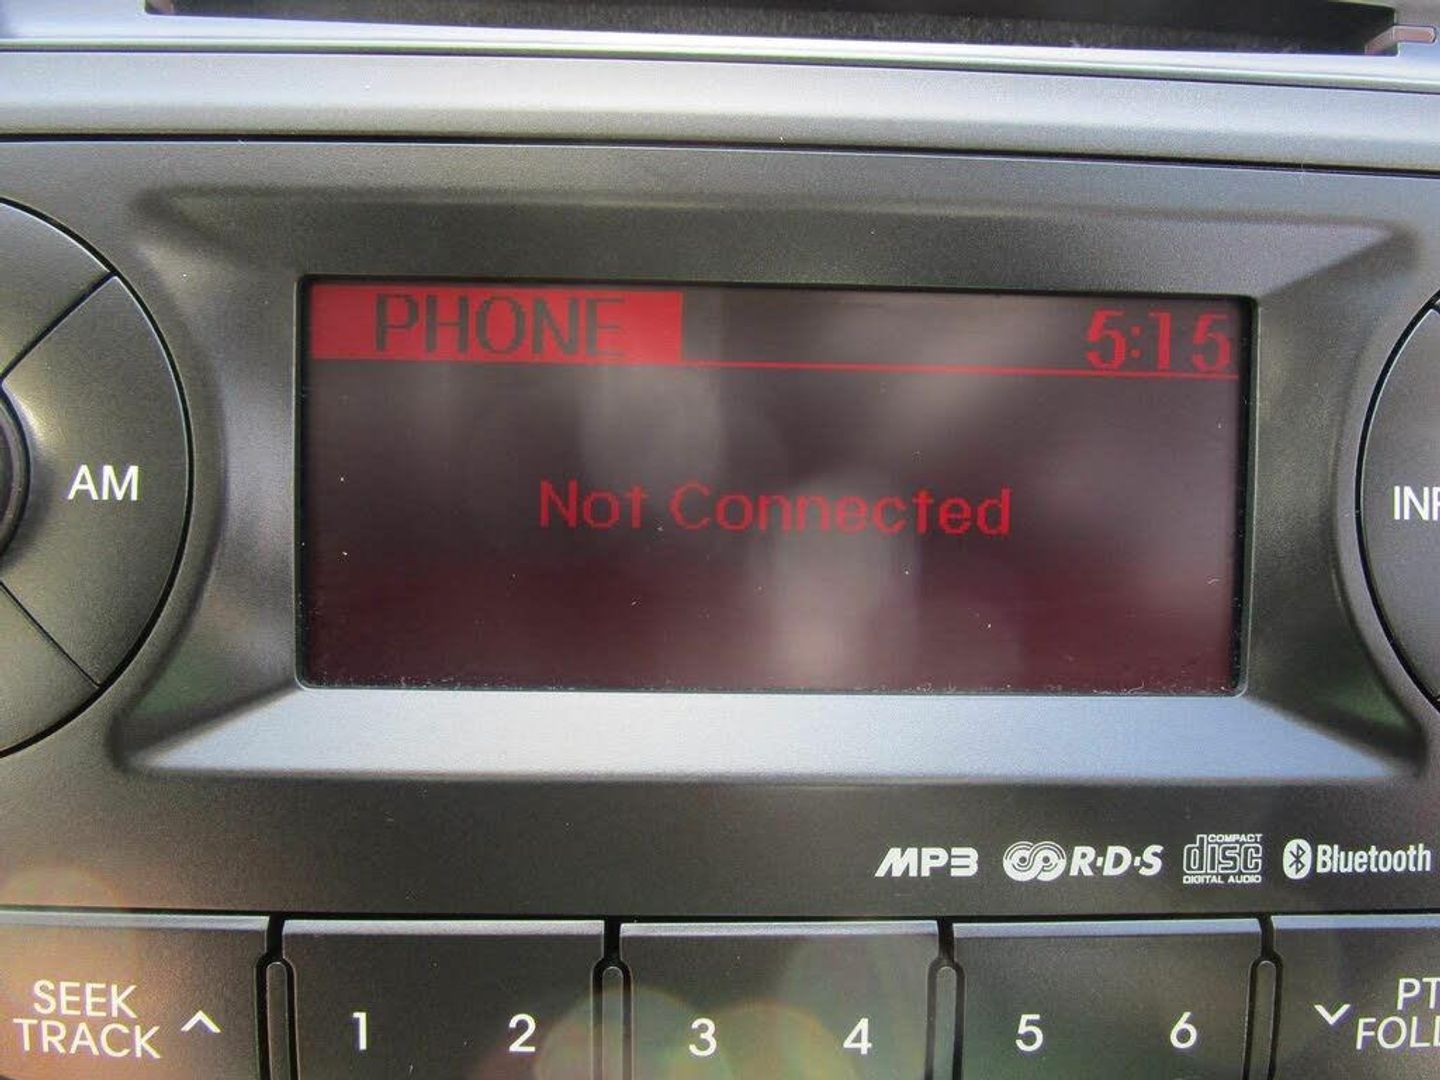 PHONE 5:15
AM
Not Connected
MP3 R·D·S COMPACT disc DIGITAL AUDIO Bluetooth
SEEK
TRACK
1 2 3 4 5 6